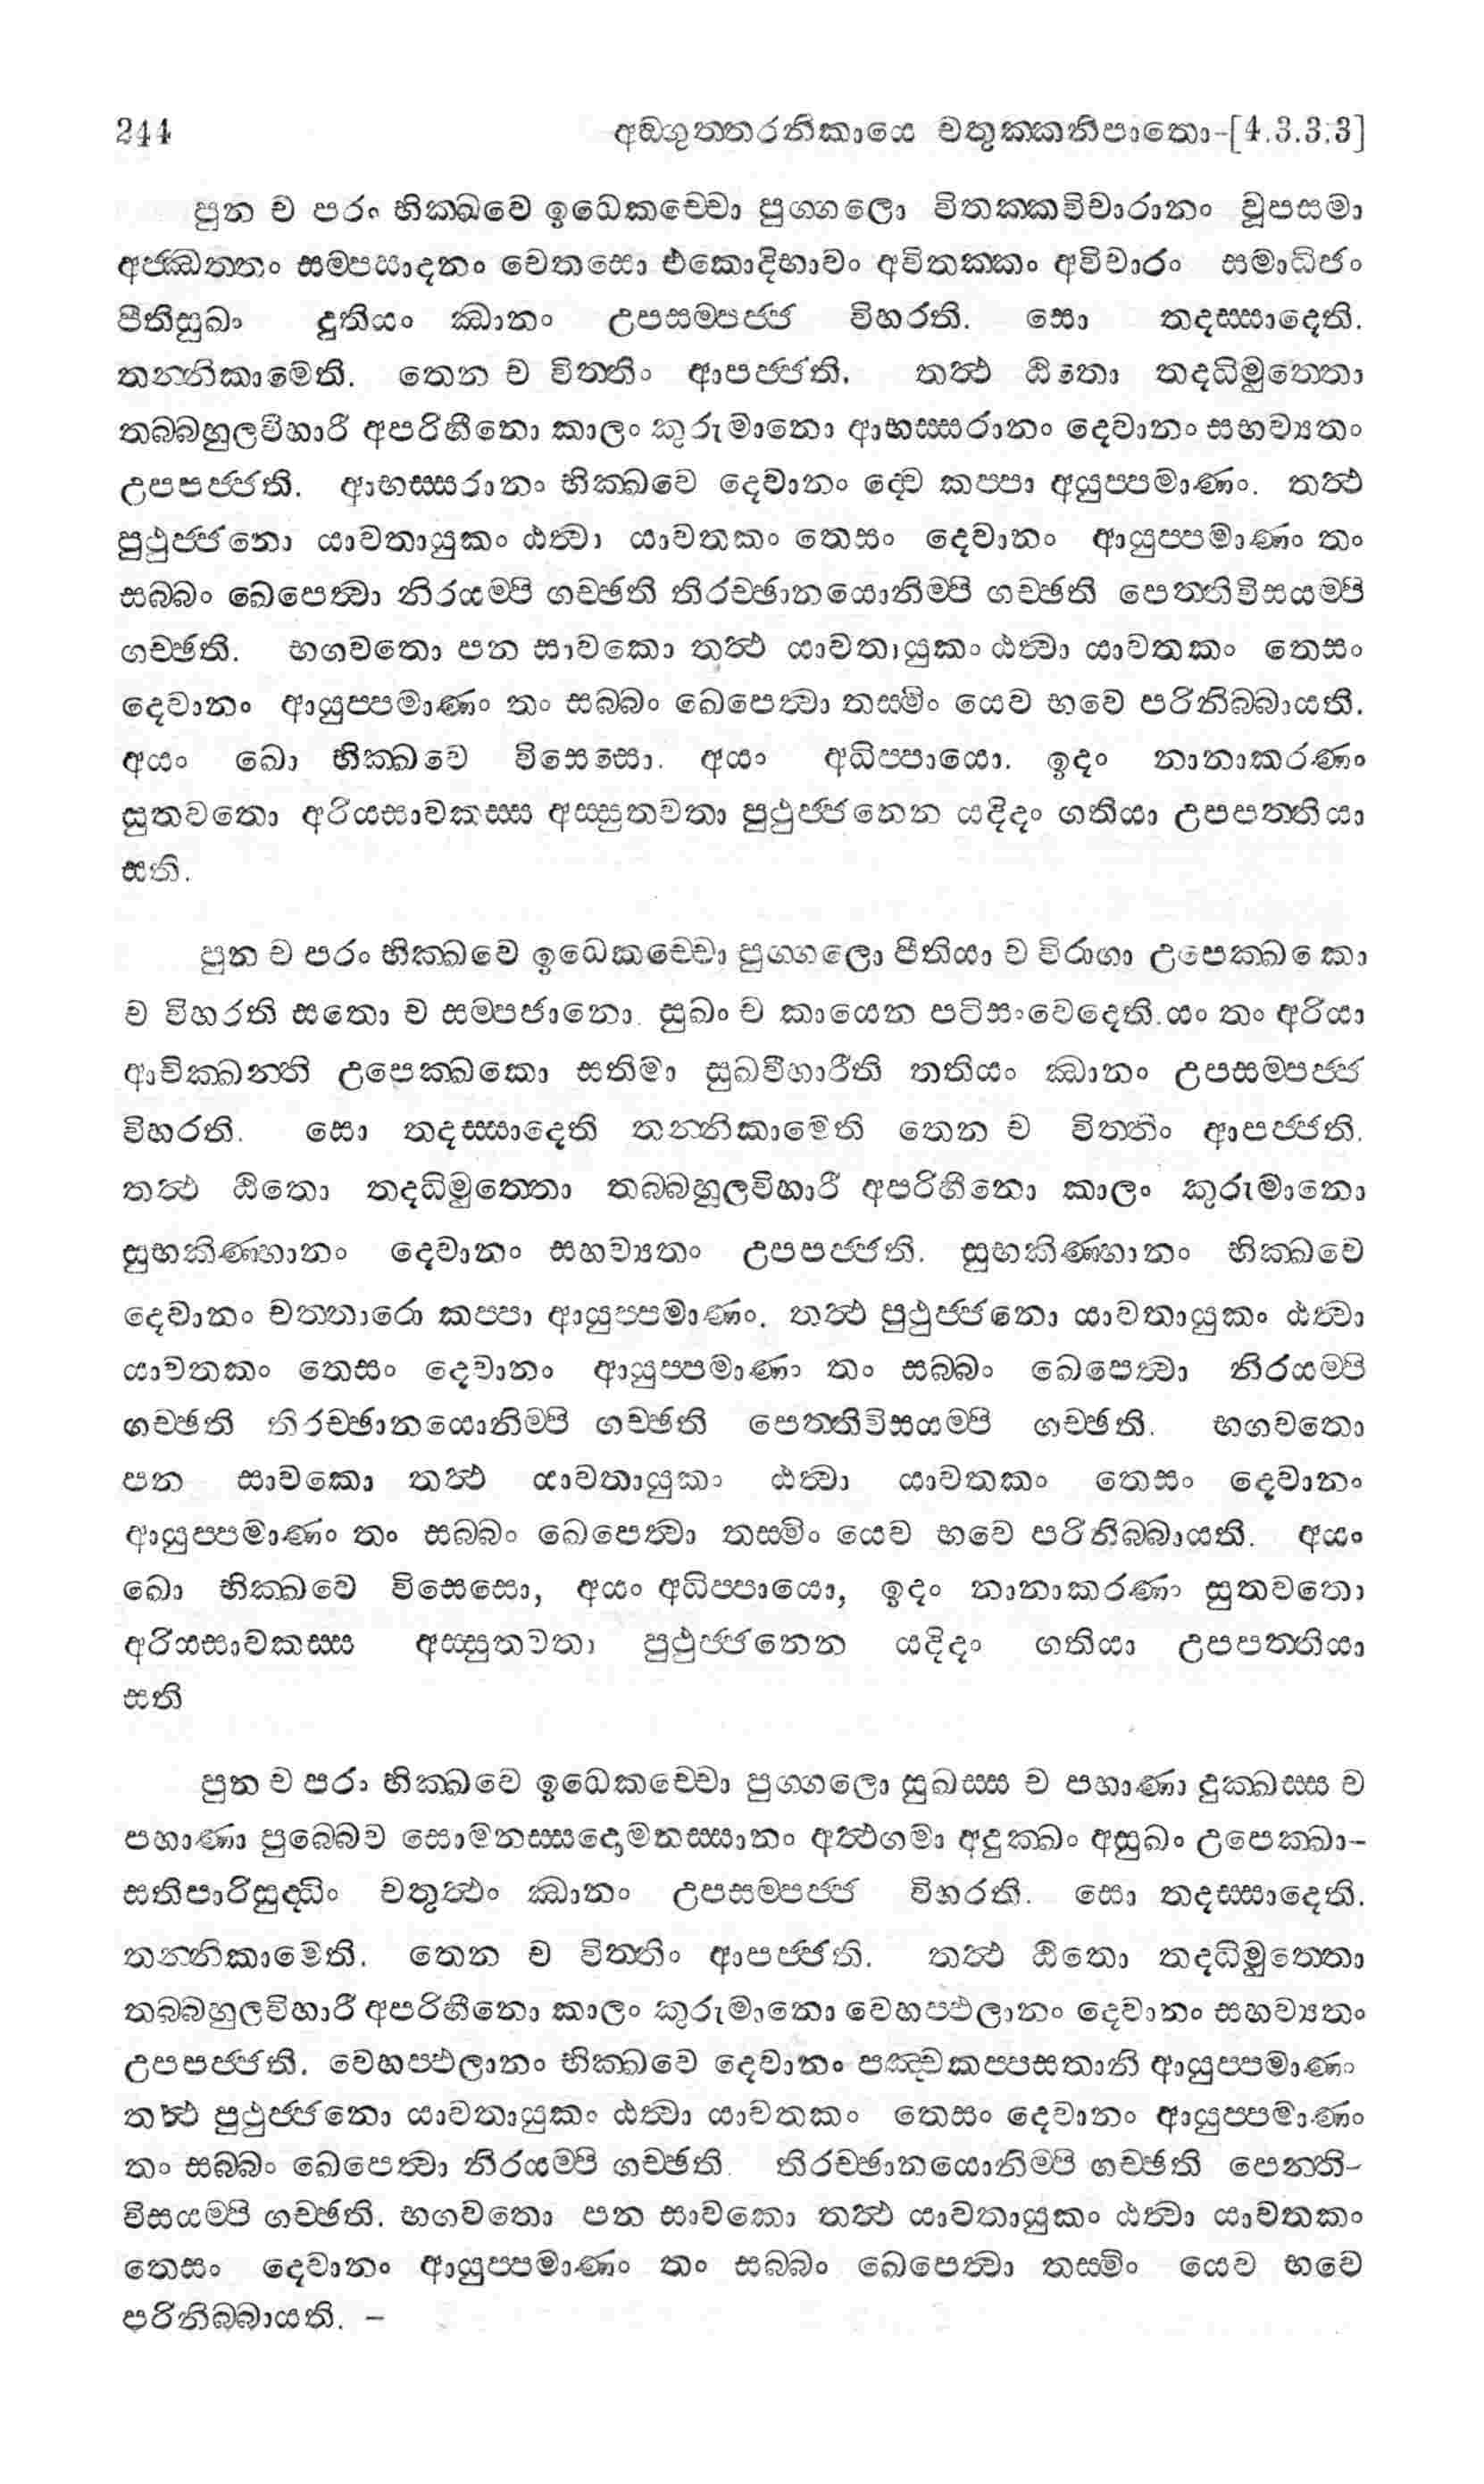 244 අඞගුත‍්තරනිකායෙ චතුක‍්කනිපාතො-[4.3.3.3]
පුන ච පරං භික‍්ඛවෙ ඉධෙකච‍්චො පුග‍්ගලො විතක‍්කවිචාරානං වූපසමා
අජ‍්ඣත‍්තං සම‍්පයාදනං චෙතසො එකොදිභාවං අවිතක‍්කං අවිචාරං සමාධිජං
පීතිසුඛං දුතියං ඣානං උපසම‍්පජ‍්ජ විහරති. සො තදස‍්සාදෙති.
තන‍්තිකාමෙති. තෙන ච විත‍්තිං ආපජ‍්ජති. තත්‍ථ ඨිතො තදධිමුත‍්තො
තබ‍්බහුලවිහාරී අපරිහීනො කාලං කුරුමානො ආභස‍්සරානං දෙවානං සභව්‍යතං
උපපජ‍්ජති. ආභස‍්සරානං භික‍්ඛවෙ දෙවානං ද්‍වෙ කප‍්පා අයුප‍්පමාණං. තත්‍ථ
පුථුජ‍්ජනො යාවතායුකං ඨත්‍වා යාවතකං තෙසං දෙවානං ආයුප‍්පමාණං තං
සබ‍්බං ඛෙපෙත්‍වා නිරයම‍්පි ගච‍්ඡති තිරච‍්ඡානයොනිම‍්පි ගච‍්ඡති පෙත‍්තිවිසයම‍්පි
ගච‍්ඡති. භගවතො පන සාවකො තත්‍ථ යාවතායුකං ඨත්‍වා යාවතකං තෙසං
දෙවානං ආයුප‍්පමාණං තං සබ‍්බං ඛෙපෙත්‍වා තස‍්මිං යෙව භවෙ පරිනිබ‍්බායති.
අයං ඛො භික‍්ඛවෙ විසෙසො. අයං අධිප‍්පායො. ඉදං නානාකරණං
සුතවතො අරියසාවකස‍්ස අස‍්සුතවතා පුථුජ‍්ජනෙන යදිදං ගතියා උපපත‍්තියා
සති.
පුන ච පරං භික‍්ඛවෙ ඉධෙකච‍්චො පුග‍්ගලො පීතියා ච විරාගා උපෙක‍්ඛකො
ච විහරති සතො ච සම‍්පජානො. සුඛං ච කායෙන පටිසංවෙදෙති.යං තං අරියා
ආචික‍්ඛන‍්ති උපෙක‍්ඛකො සතිමා සුඛවිහාරීති තතියං ඣානං උපසම‍්පජ‍්ජ
විහරති. සො තදස‍්සාදෙති තන‍්තිකාමෙති තෙන ච විත‍්තිං ආපජ‍්ජති.
තත්‍ථ ඨිතො තදධිමුත‍්තො තබ‍්බහුලවිහාරී අපරිහීනො කාලං කුරුමානො
සුභකිණ‍්හානං දෙවානං සහව්‍යතං උපපජ‍්ජති. සුභකිණ‍්හානං භික‍්ඛවෙ
දෙවානං චත‍්තාරො කප‍්පා ආයුප‍්පමාණං. තත්‍ථ පුථුජ‍්ජනො යාවතායුකං ඨත්‍වා
යාවතකං තෙසං දෙවානං ආයුප‍්පමාණං තං සබ‍්බං ඛෙපෙත්‍වා නිරයම‍්පි
ගච‍්ඡති තිරච‍්ඡානයොනිම‍්පි ගච‍්ඡති පෙත‍්තිවිසයම‍්පි ගච‍්ඡති. භගවතො
පන සාවකො තත්‍ථ යාවතායුකං ඨත්‍වා යාවතකං තෙසං දෙවානං
ආයුප‍්පමාණං තං සබ‍්බං ඛෙපෙත්‍වා තස‍්මිං යෙව භවෙ පරිනිබ‍්බායති. අයං
ඛො භික‍්ඛවෙ විසෙසො, අයං අධිප‍්පායො, ඉදං නානාකරණං සුතවතො
අරියසාවකස‍්ස අස‍්සුතවතා පුථුජ‍්ජනෙන යදිදං ගතියා උපපත‍්තියා
සති
පුන ච පරං භික‍්ඛවෙ ඉධෙකච‍්චො පුග‍්ගලො සුඛස‍්ස ච පහාණා දුක‍්ඛස‍්ස ච
පහාණා පුබ‍්බෙව සොමනස‍්සදොමනස‍්සානං අත්‍ථගමා අදුක‍්ඛං අසුඛං උපෙක‍්ඛා-
සතිපාරිසුද‍්ධිං චතුත්‍ථං ඣානං උපසම‍්පජ‍්ජ විහරති. සො තදස‍්සාදෙති.
තන‍්නිකාමෙති. තෙන ච විත‍්තිං ආපජ‍්ජති. තත්‍ථ ඨිතො තදධිමුත‍්තො
තබ‍්බහුලවිහාරී අපරිහීනො කාලං කුරුමානො වෙහප‍්ඵලානං දෙවානං සහව්‍යතං
උපපජ‍්ජති. වෙහප‍්ඵලානං භික‍්ඛවෙ දෙවානං පඤ‍්චකප‍්පසතානි ආයුප‍්පමාණං
තත්‍ථ පුථුජ‍්ජනො යාවතායුකං ඨත්‍වා යාවතකං තෙසං දෙවානං ආයුප‍්පමාණං
තං සබ‍්බං ඛෙපෙත්‍වා නිරයම‍්පි ගච‍්ඡති. තිරච‍්ඡානයොනිම‍්පි ගච‍්ඡති පෙත‍්ති-
විසයම‍්පි ගච‍්ඡති. භගවතො පන සාවකො තත්‍ථ යාවතායුකං ඨත්‍වා යාවතකං
තෙසං දෙවානං ආයුප‍්පමාණං තං සබ‍්බං ඛෙපෙත්‍වා තස‍්මිං යෙව භවෙ
පරිනිබ‍්බායති. –